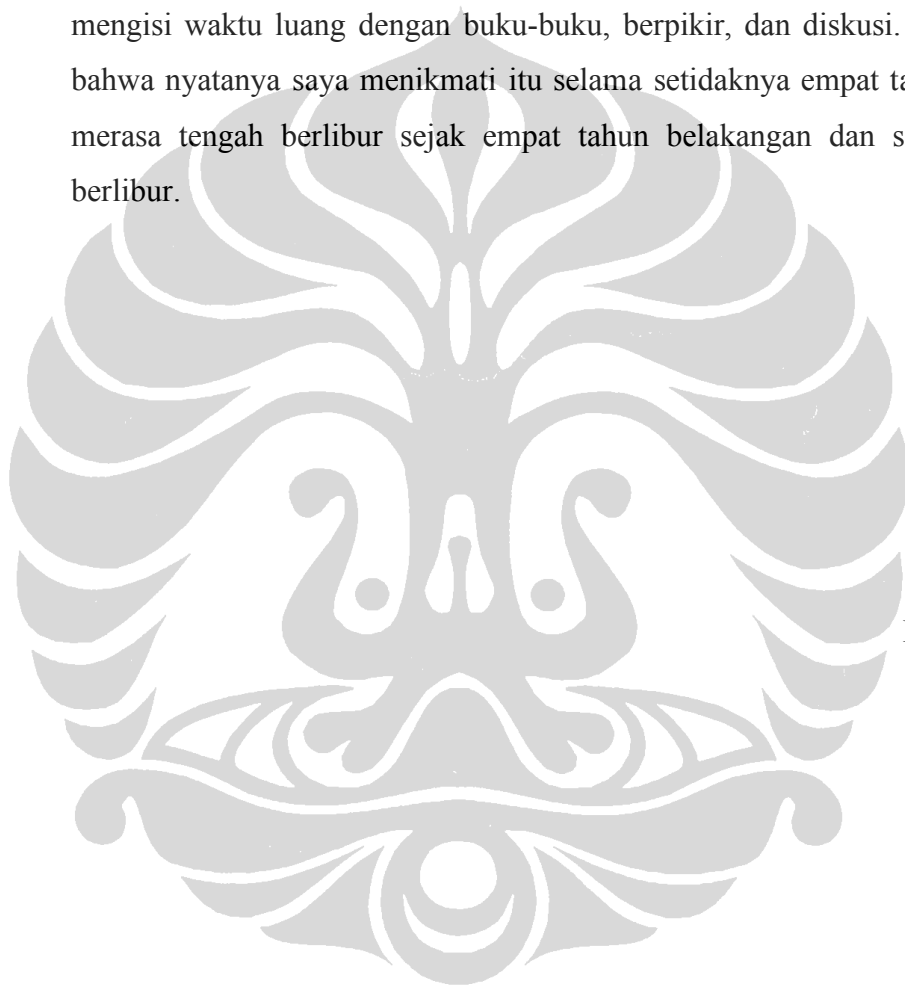 mengisi waktu luang dengan buku-buku, berpikir, dan diskusi.
bahwa nyatanya saya menikmati itu selama setidaknya empat
merasa tengah berlibur sejak empat tahun belakangan dan
berlibur.